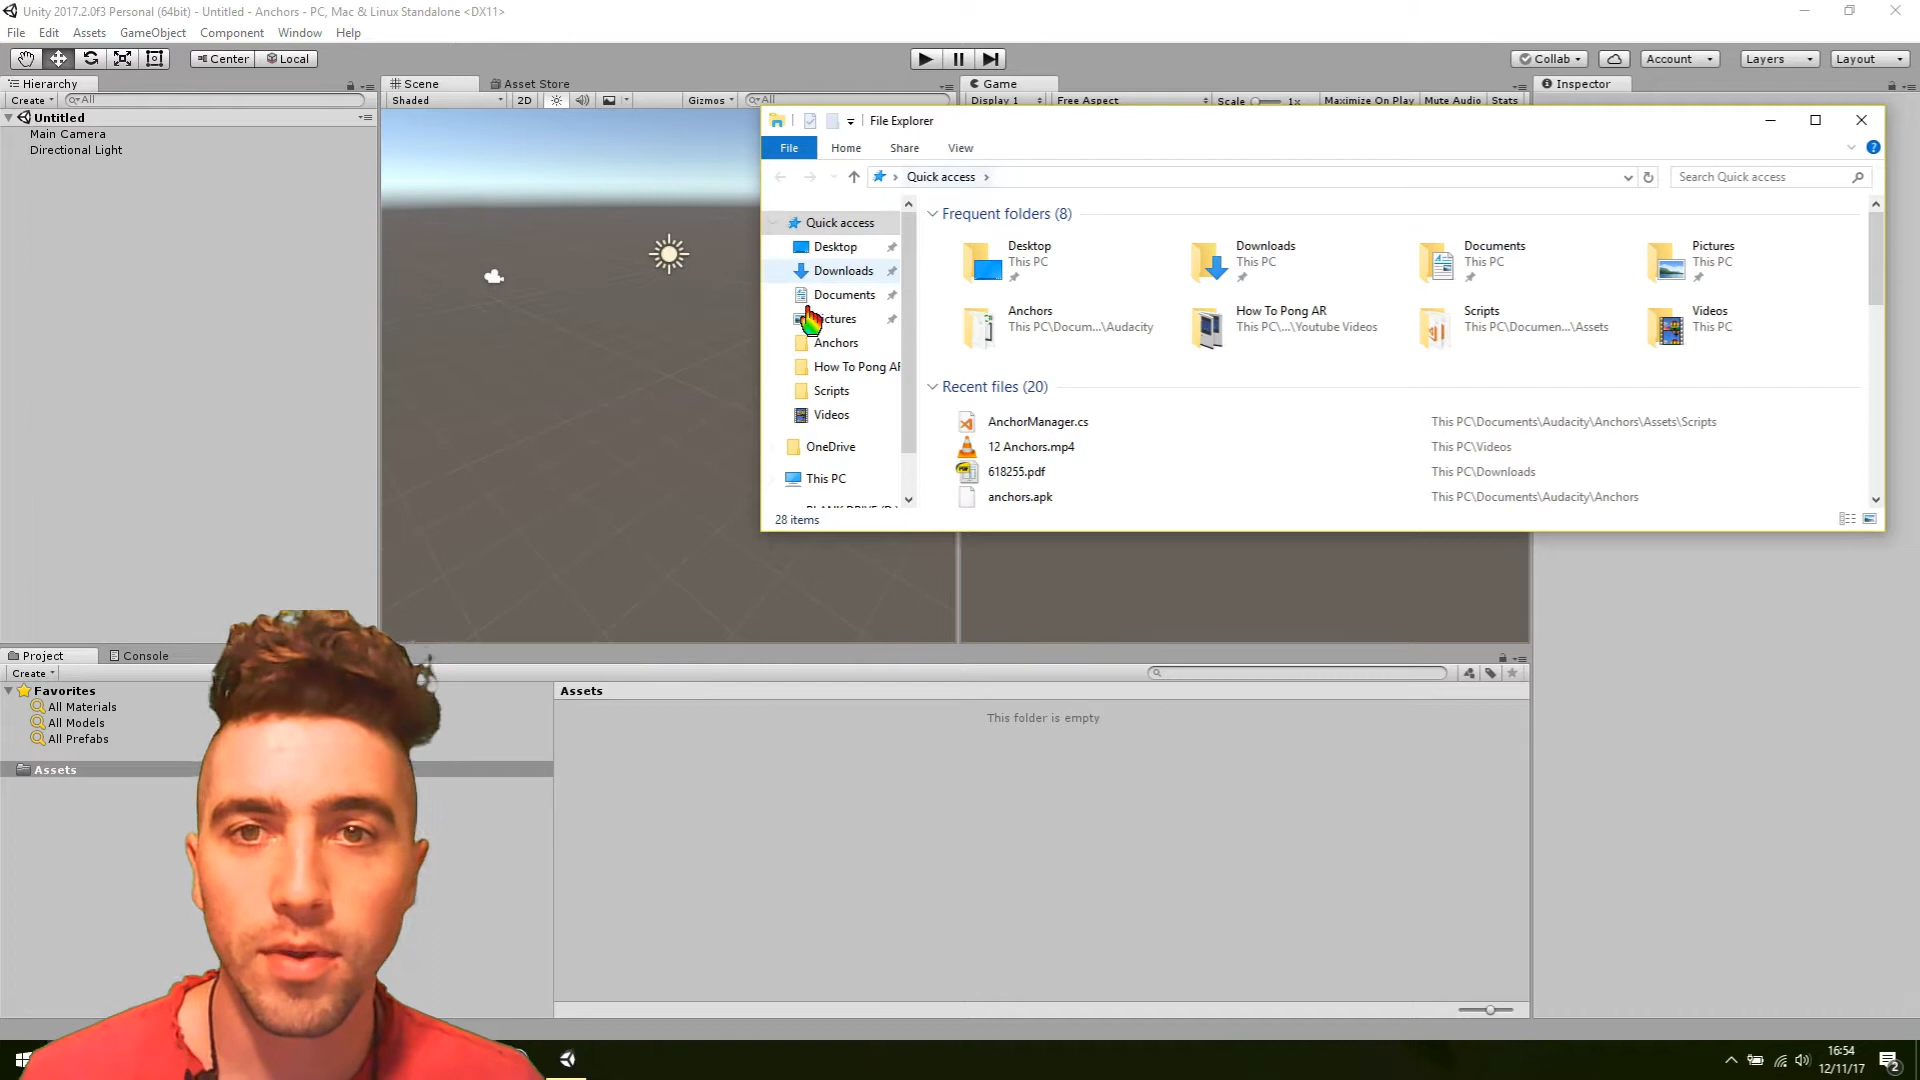 Unity 2017.2.0f3 Personal (64bit) - Untitled - Anchors - PC, Mac & Linux Standalone <DX11>
File Edit Assets GameObject Component Window Help
Center Local Collab Account Layers Layout
Hierarchy Scene Asset Store Game Inspector
Create All Shaded 2D Gizmos All Display 1 Free Aspect Scale 1x Maximize On Play Mute Audio Stats
Untitled
Main Camera
Directional Light
File Explorer
File Home Share View
Quick access Search Quick access
Quick access
Desktop
Downloads
Documents
ictures
Anchors
How To Pong AR
Scripts
Videos
OneDrive
This PC
Frequent folders (8)
Desktop Downloads Documents Pictures
This PC This PC This PC This PC
Anchors How To Pong AR Scripts Videos
This PC\Docum...\Audacity This PC\...\Youtube Videos This PC\Documen...\Assets This PC
Recent files (20)
AnchorManager.cs This PC\Documents\Audacity\Anchors\Assets\Scripts
12 Anchors.mp4 This PC\Videos
618255.pdf This PC\Downloads
anchors.apk This PC\Documents\Audacity\Anchors
28 items
Project Console
Create
Favorites
All Materials
All Models
All Prefabs
Assets
Assets
This folder is empty
16:54
12/11/17
2